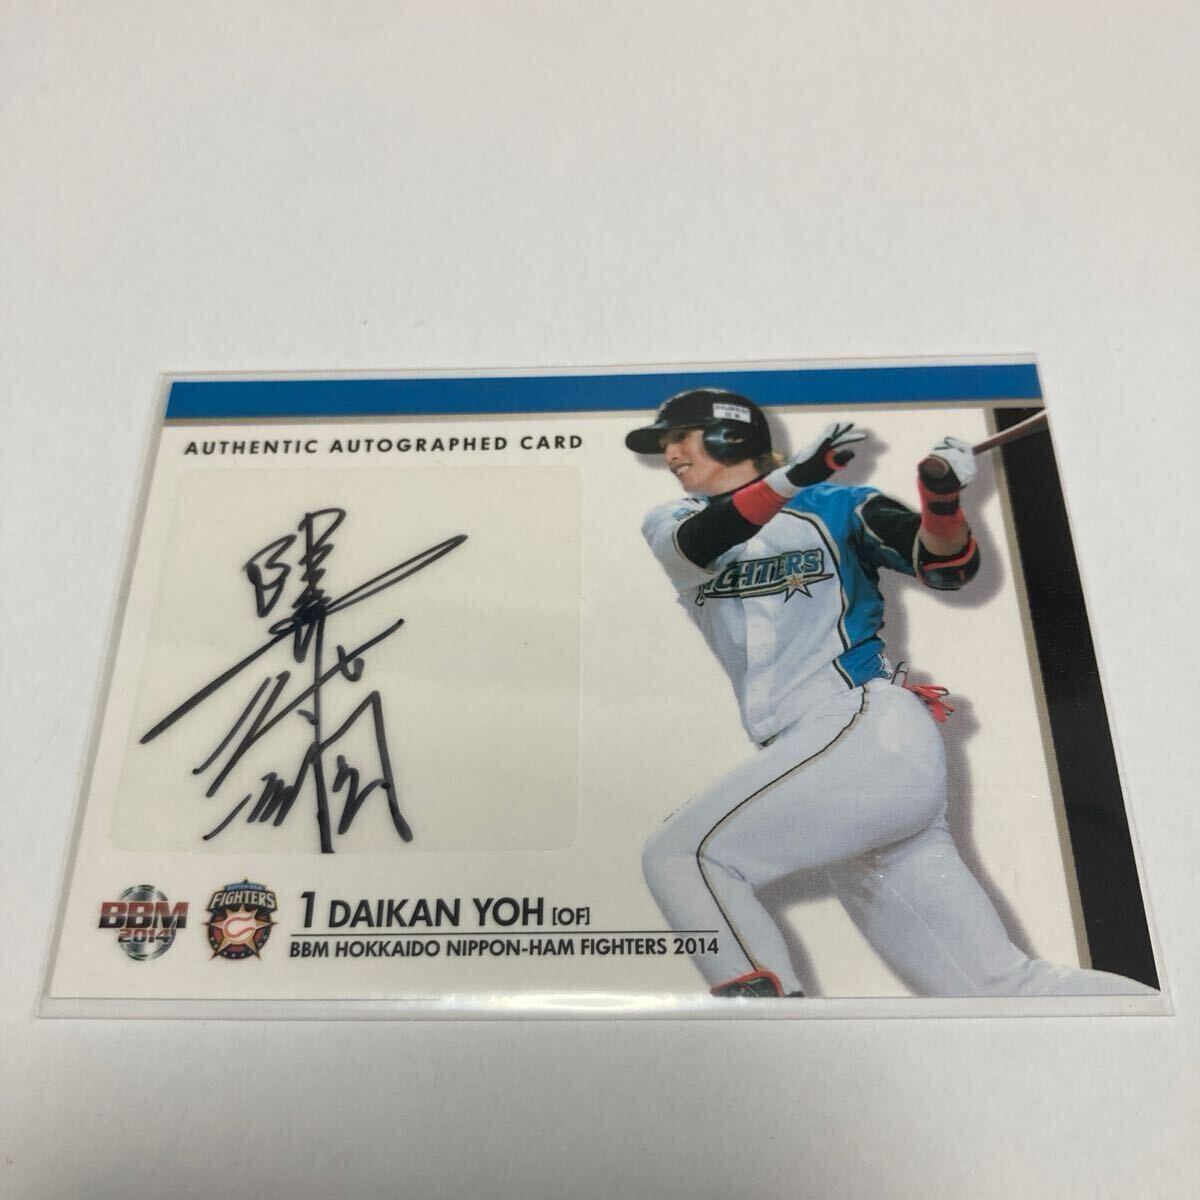 AUTHENTIC AUTOGRAPHED CARD
FIGHTERS
BBM
2014
FIGHTERS
1 DAIKAN YOH [OF]
BBM HOKKAIDO NIPPON-HAM FIGHTERS 2014